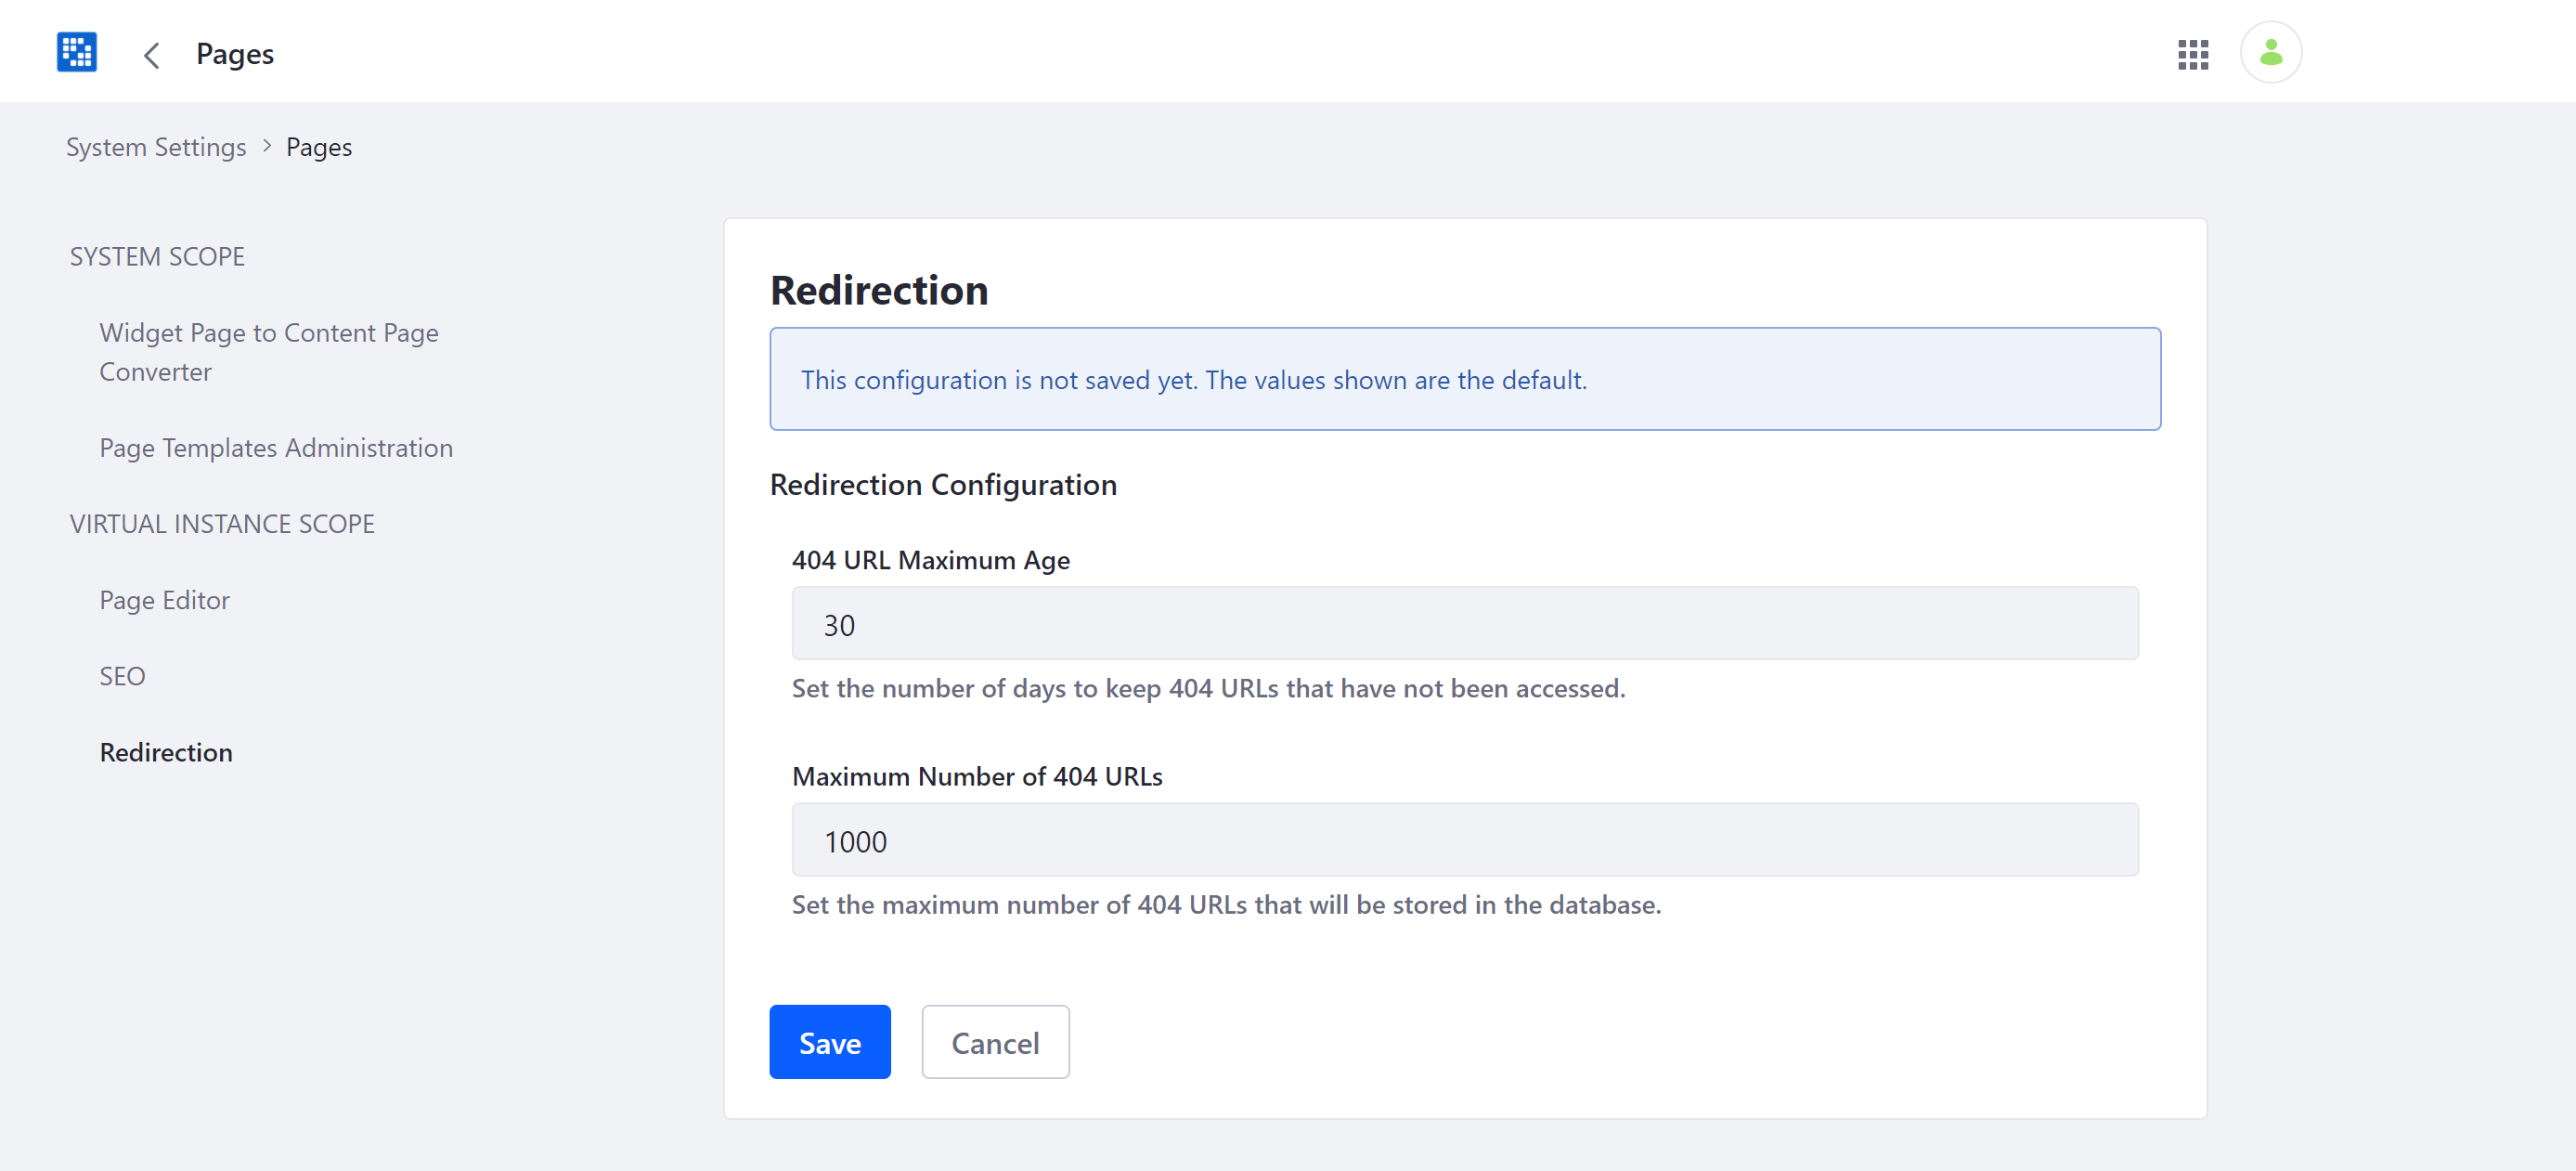 Pages
System Settings > Pages
SYSTEM SCOPE
Widget Page to Content Page
Converter
Page Templates Administration
VIRTUAL INSTANCE SCOPE
Page Editor
SEO
Redirection
Redirection
This configuration is not saved yet. The values shown are the default.
Redirection Configuration
404 URL Maximum Age
30
Set the number of days to keep 404 URLs that have not been accessed.
Maximum Number of 404 URLs
1000
Set the maximum number of 404 URLs that will be stored in the database.
Save
Cancel